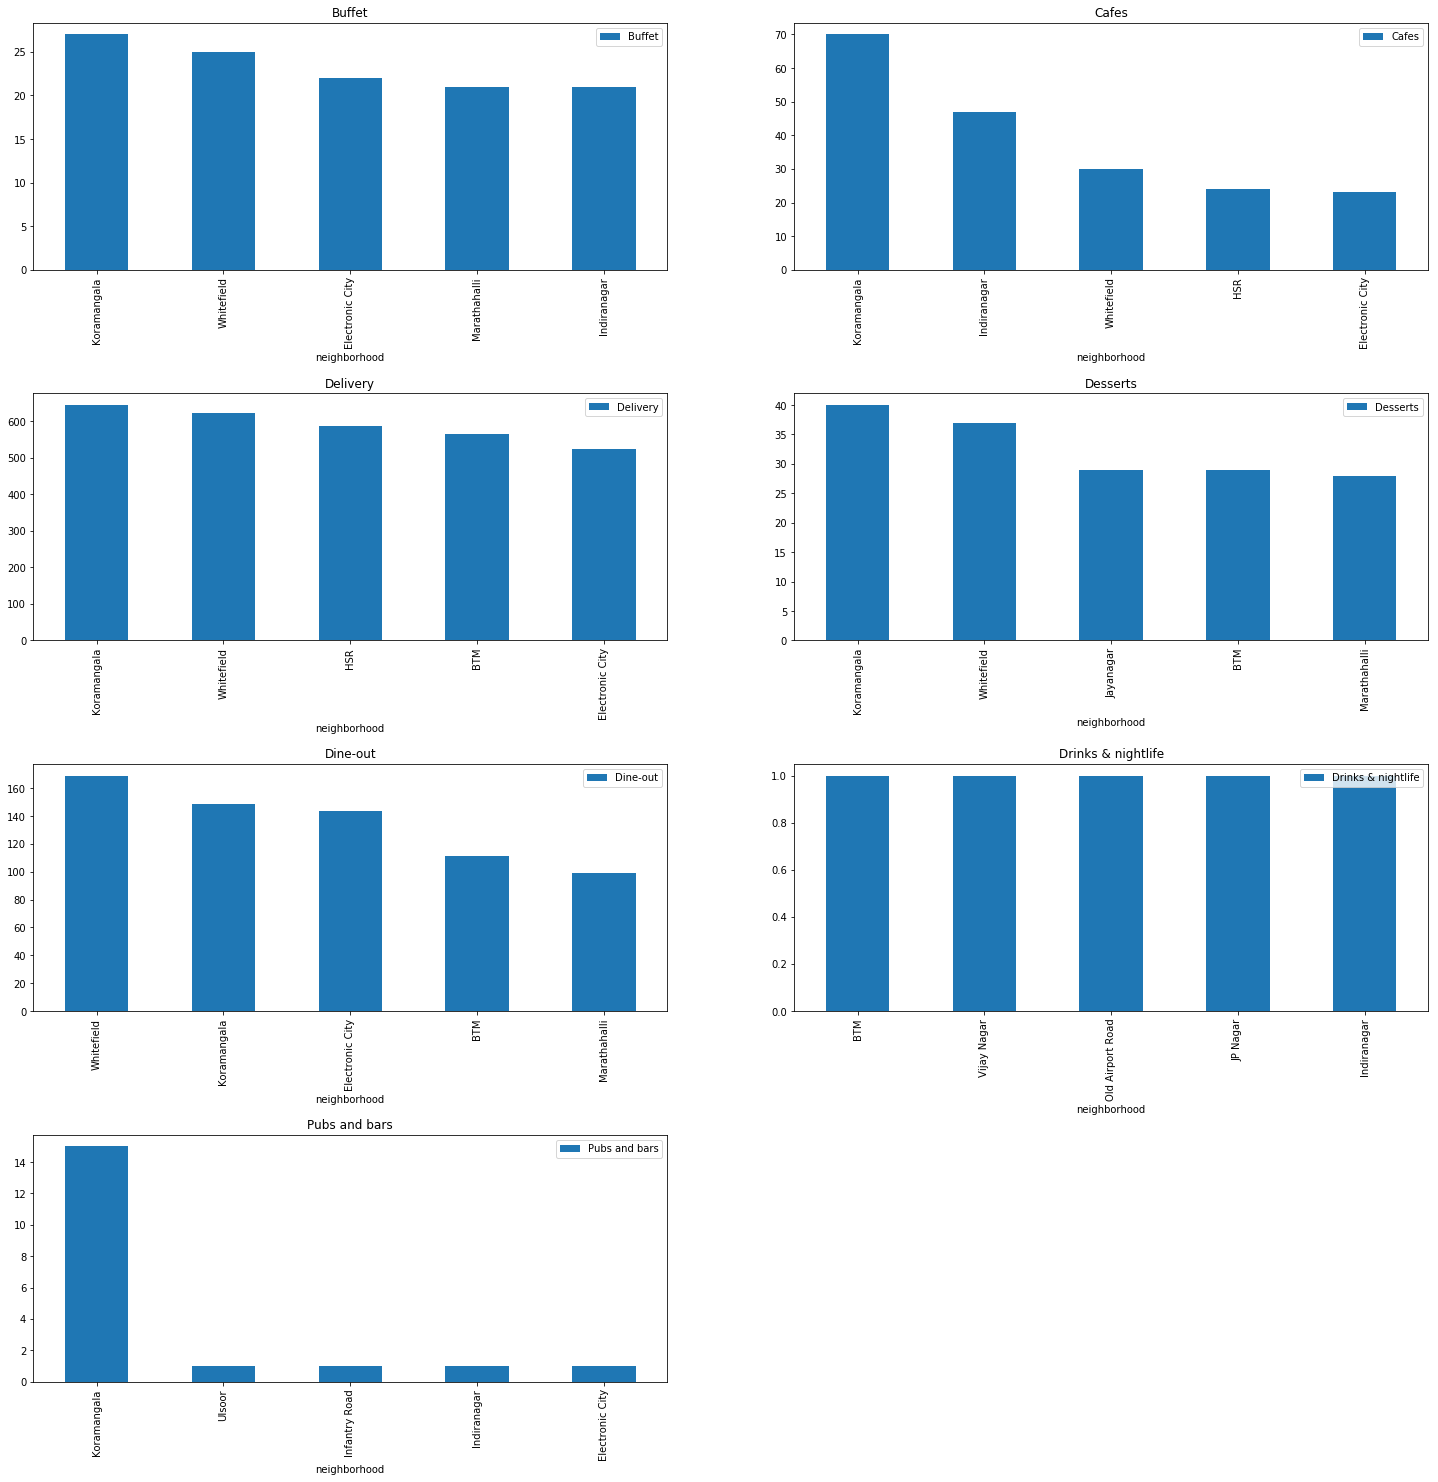 Buffet
Buffet
25
20
15
10
5
0
Koramangala
Whitefield
Electronic City
Marathahalli
Indiranagar
neighborhood
Cafes
Cafes
70
60
50
40
30
20
10
0
Koramangala
Indiranagar
Whitefield
HSR
Electronic City
neighborhood
Delivery
Delivery
600
500
400
300
200
100
0
Koramangala
Whitefield
HSR
BTM
Electronic City
neighborhood
Desserts
Desserts
40
35
30
25
20
15
10
5
0
Koramangala
Whitefield
Jayanagar
BTM
Marathahalli
neighborhood
Dine-out
Dine-out
160
140
120
100
80
60
40
20
0
Whitefield
Koramangala
Electronic City
BTM
Marathahalli
neighborhood
Drinks & nightlife
Drinks & nightlife
1.0
0.8
0.6
0.4
0.2
0.0
BTM
Vijay Nagar
Old Airport Road
JP Nagar
Indiranagar
neighborhood
Pubs and bars
Pubs and bars
14
12
10
8
6
4
2
0
Koramangala
Ulsoor
Infantry Road
Indiranagar
Electronic City
neighborhood